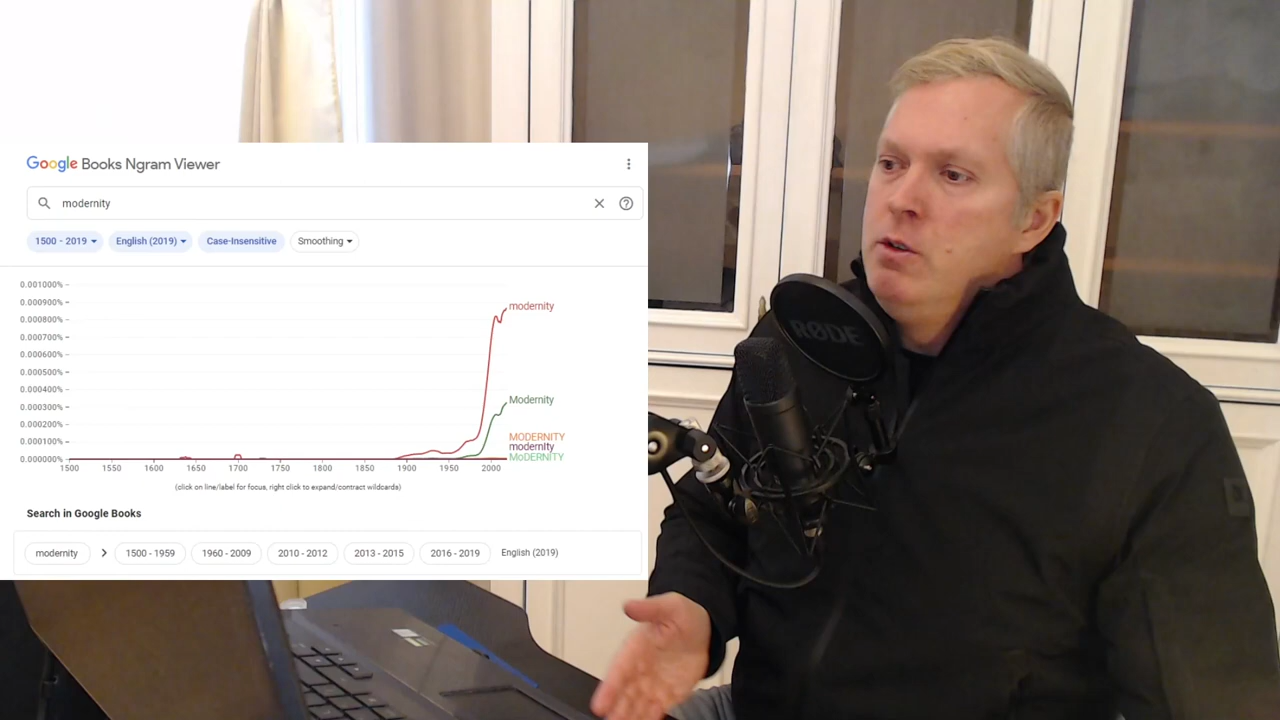 Google Books Ngram Viewer
modernity
1500 - 2019 English (2019) Case-Insensitive Smoothing
0.001000%
0.000900%
modernity
0.000800%
0.000700%
0.000600%
0.000500%
0.000400%
Modernity
0.000300%
0.000200%
MODERNITY
0.000100%
modernity
MoDERNITY
0.000000%
1500 1550 1600 1650 1700 1750 1800 1850 1900 1950 2000
(click on line/label for focus, right click to expand/contract wildcards)
Search in Google Books
modernity 1500 - 1959 1960 - 2009 2010 - 2012 2013 - 2015 2016 - 2019 English (2019)
RØDE